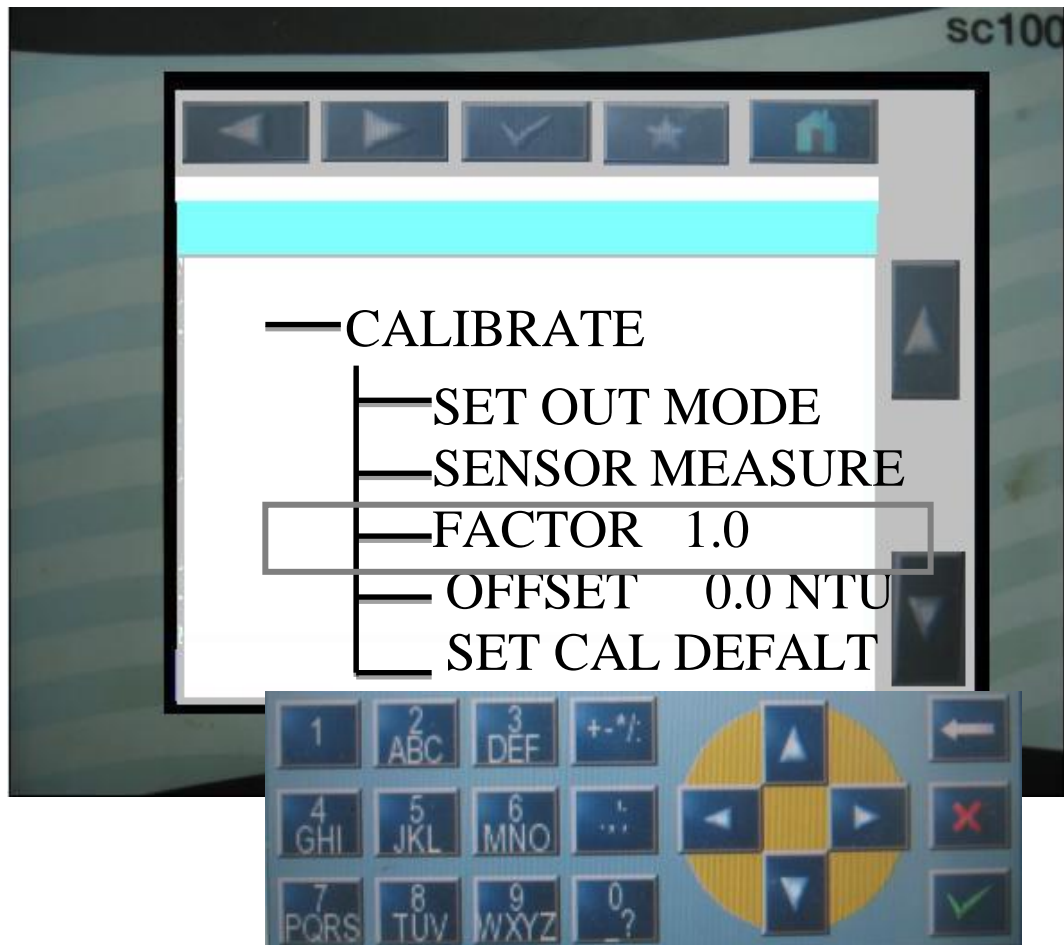 sc100
CALIBRATE
SET OUT MODE
SENSOR MEASURE
FACTOR 1.0
OFFSET 0.0 NTU
SET CAL DEFALT
1
2
ABC
3
DEF
+-*/:
4
GHI
5
JKL
6
MNO
7
PQRS
8
TUV
9
WXYZ
0
_?